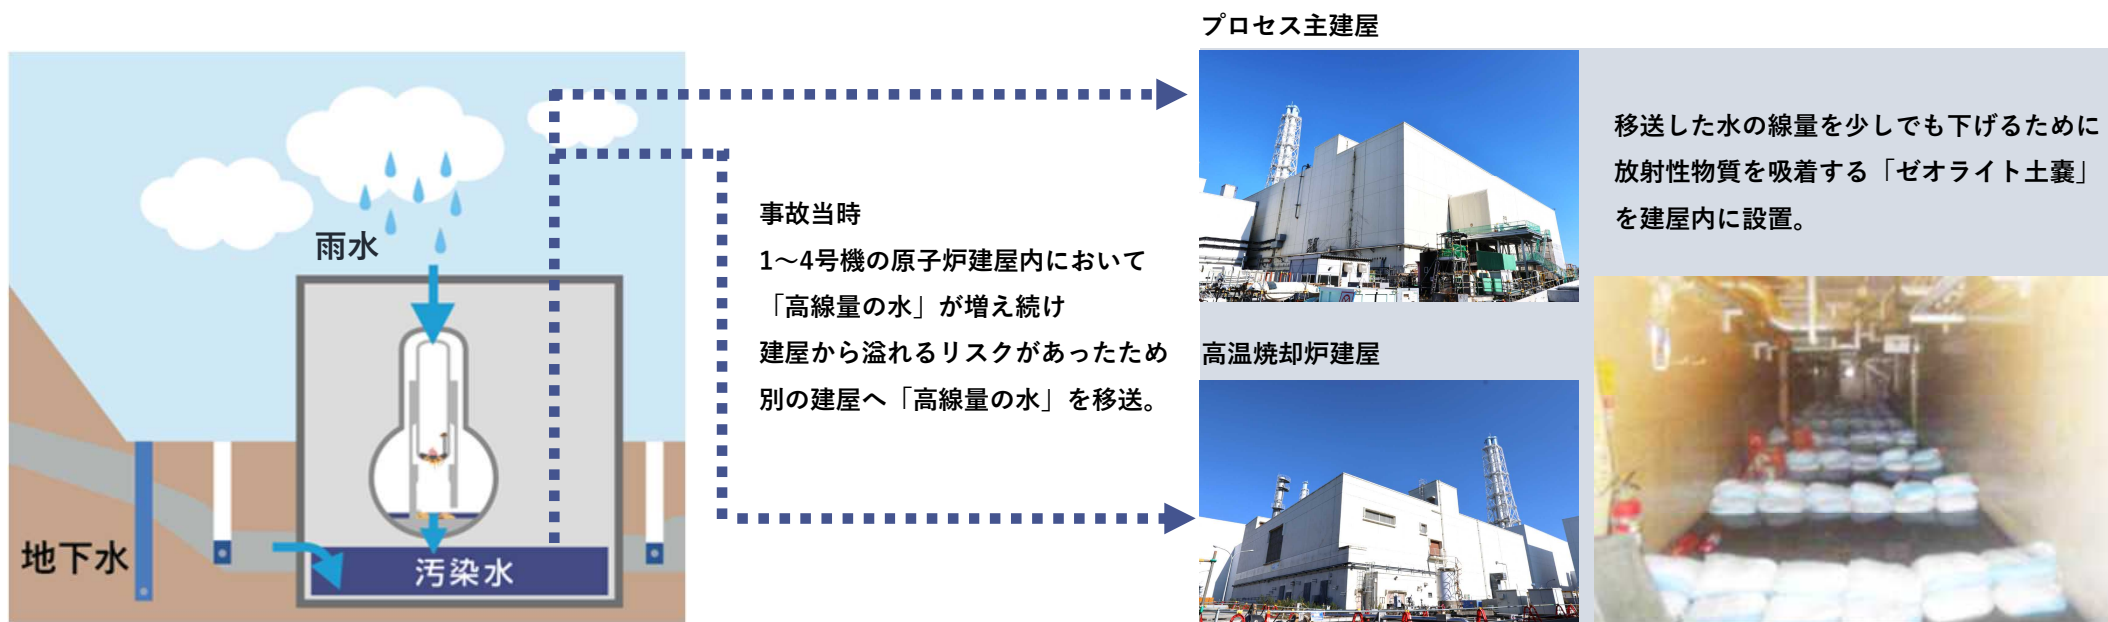 雨水
地下水
汚染水
事故当時
1〜4号機の原子炉建屋内において
「高線量の水」が増え続け
建屋から溢れるリスクがあったため
別の建屋へ「高線量の水」を移送。
プロセス主建屋
高温焼却炉建屋
移送した水の線量を少しでも下げるために
放射性物質を吸着する「ゼオライト土嚢」
を建屋内に設置。